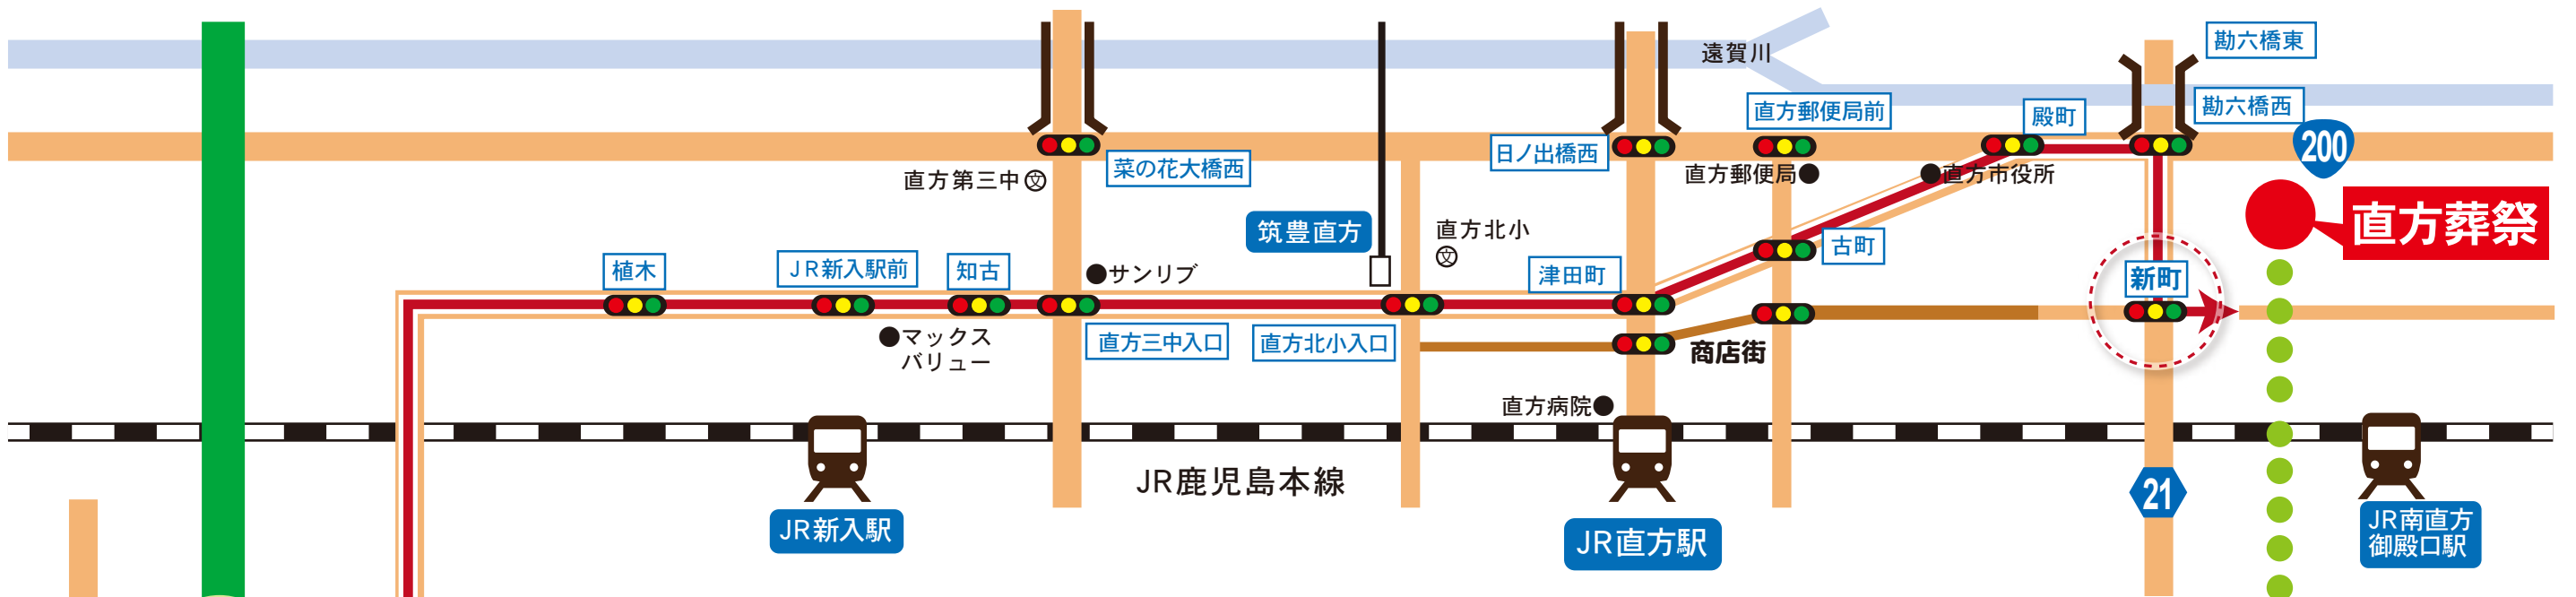 勘六橋東
遠賀川
勘六橋西
直方郵便局前
殿町
200
日ノ出橋西
菜の花大橋西
直方第三中
文
直方郵便局
直方市役所
直方葬祭
筑豊直方
直方北小
文
古町
植木
JR新入駅前
知古
サンリブ
津田町
新町
マックス
バリュー
直方三中入口
直方北小入口
商店街
直方病院
JR鹿児島本線
21
JR新入駅
JR直方駅
JR南直方
御殿口駅